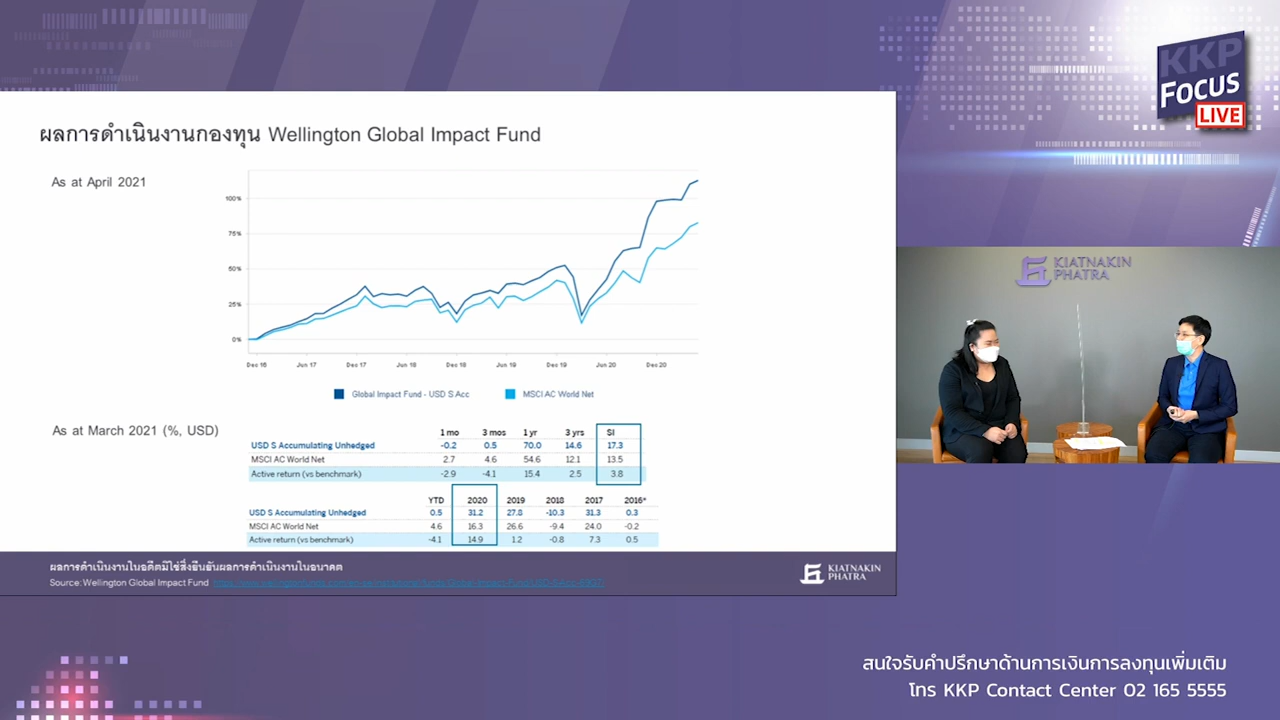 KKP
FOCUS
LIVE
ผลการดำเนินงานกองทุน Wellington Global Impact Fund
As at April 2021
100%
75%
50%
25%
0%
Dec 16 Jun 17 Dec 17 Jun 18 Dec 18 Jun 19 Dec 19 Jun 20 Dec 20
Global Impact Fund - USD S Acc MSCI AC World Net
As at March 2021 (%, USD)
1 mo 3 mos 1 yr 3 yrs SI
USD S Accumulating Unhedged -0.2 0.5 70.0 14.6 17.3
MSCI AC World Net 2.7 4.6 54.6 12.1 13.5
Active return (vs benchmark) -2.9 -4.1 15.4 2.5 3.8
YTD 2020 2019 2018 2017 2016*
USD S Accumulating Unhedged 0.5 31.2 27.8 -10.3 31.3 0.3
MSCI AC World Net 4.6 16.3 26.6 -9.4 24.0 -0.2
Active return (vs benchmark) -4.1 14.9 1.2 -0.8 7.3 0.5
ผลการดำเนินงานในอดีตมิใช่สิ่งยืนยันผลการดำเนินงานในอนาคต
Source: Wellington Global Impact Fund
KIATNAKIN
PHATRA
KIATNAKIN
PHATRA
สนใจรับคำปรึกษาด้านการเงินการลงทุนเพิ่มเติม
โทร KKP Contact Center 02 165 5555